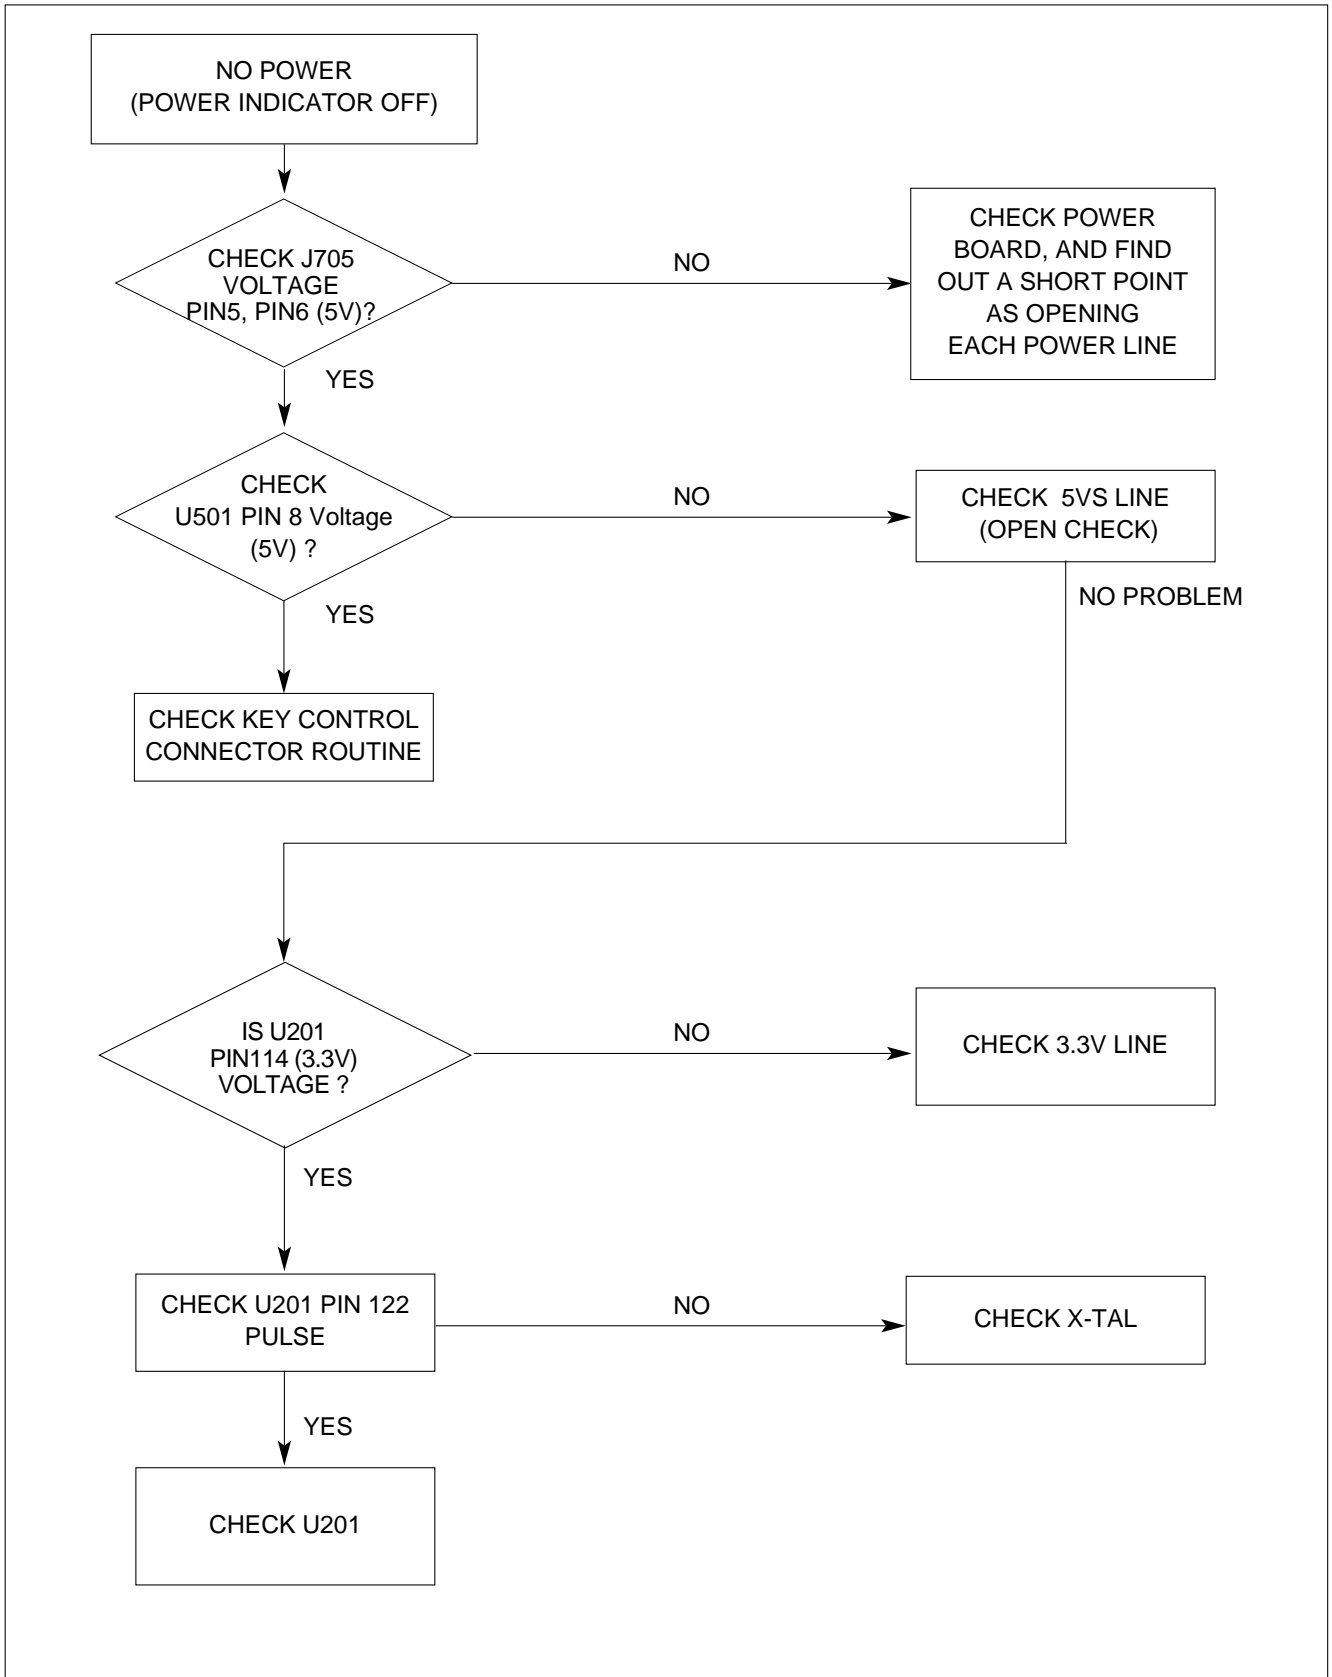 NO POWER
(POWER INDICATOR OFF)
CHECK J705
VOLTAGE
PIN5, PIN6 (5V)?
NO
CHECK POWER
BOARD, AND FIND
OUT A SHORT POINT
AS OPENING
EACH POWER LINE
YES
CHECK
U501 PIN 8 Voltage
(5V) ?
NO
CHECK 5VS LINE
(OPEN CHECK)
YES
NO PROBLEM
CHECK KEY CONTROL
CONNECTOR ROUTINE
IS U201
PIN114 (3.3V)
VOLTAGE ?
NO
CHECK 3.3V LINE
YES
CHECK U201 PIN 122
PULSE
NO
CHECK X-TAL
YES
CHECK U201